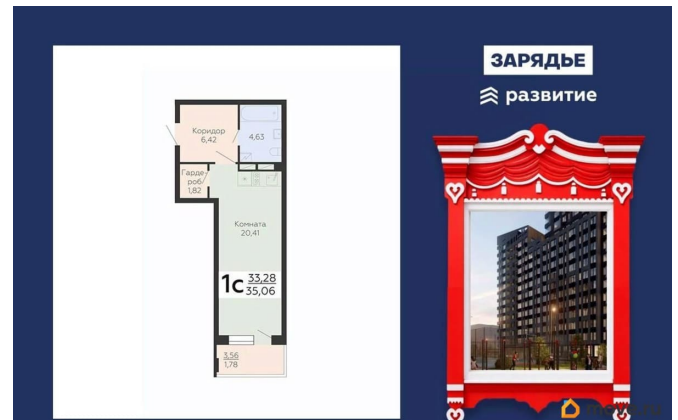 ЗАРЯДЬЕ
развитие
Коридор
6,42
4,63
Гарде-
роб
1,82
Комната
20,41
1С
33,28
35,06
3,56
1,78